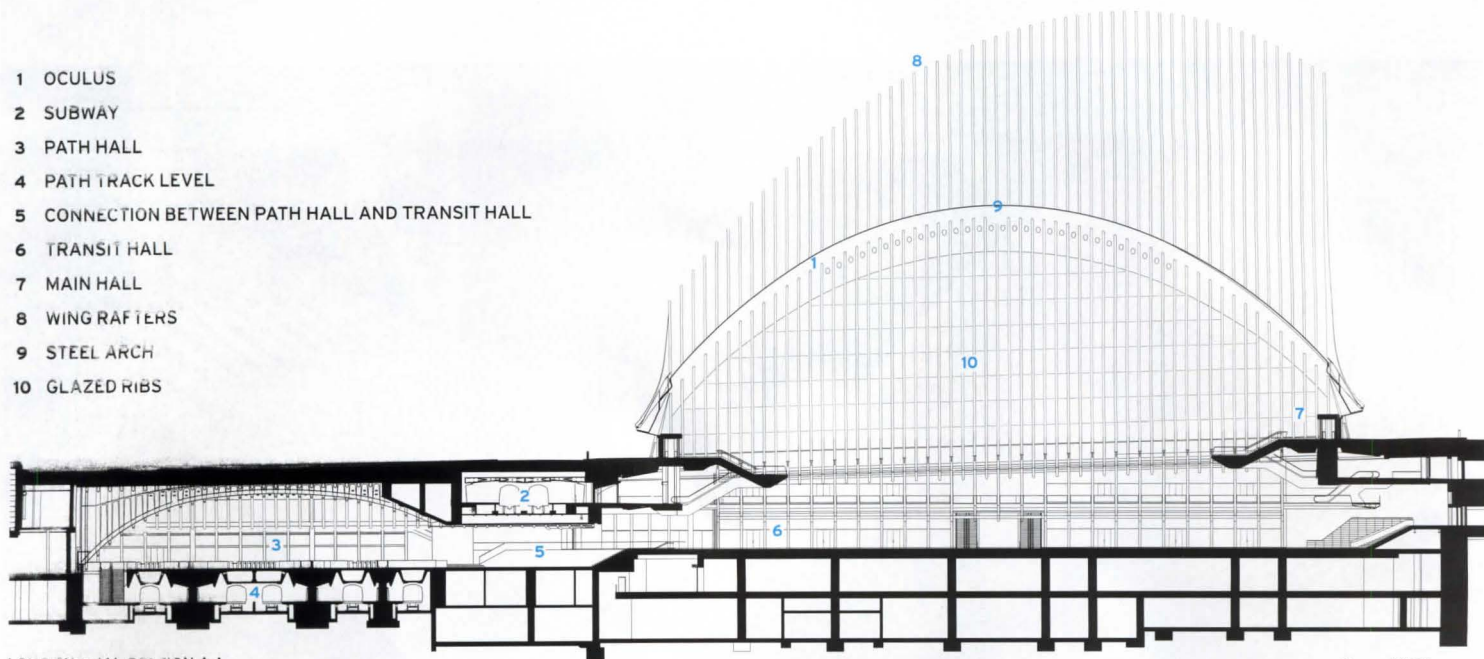 1 OCULUS
2 SUBWAY
3 PATH HALL
4 PATH TRACK LEVEL
5 CONNECTION BETWEEN PATH HALL AND TRANSIT HALL
6 TRANSIT HALL
7 MAIN HALL
8 WING RAFTERS
9 STEEL ARCH
10 GLAZED RIBS
8
9
1
10
7
2
6
3
5
4